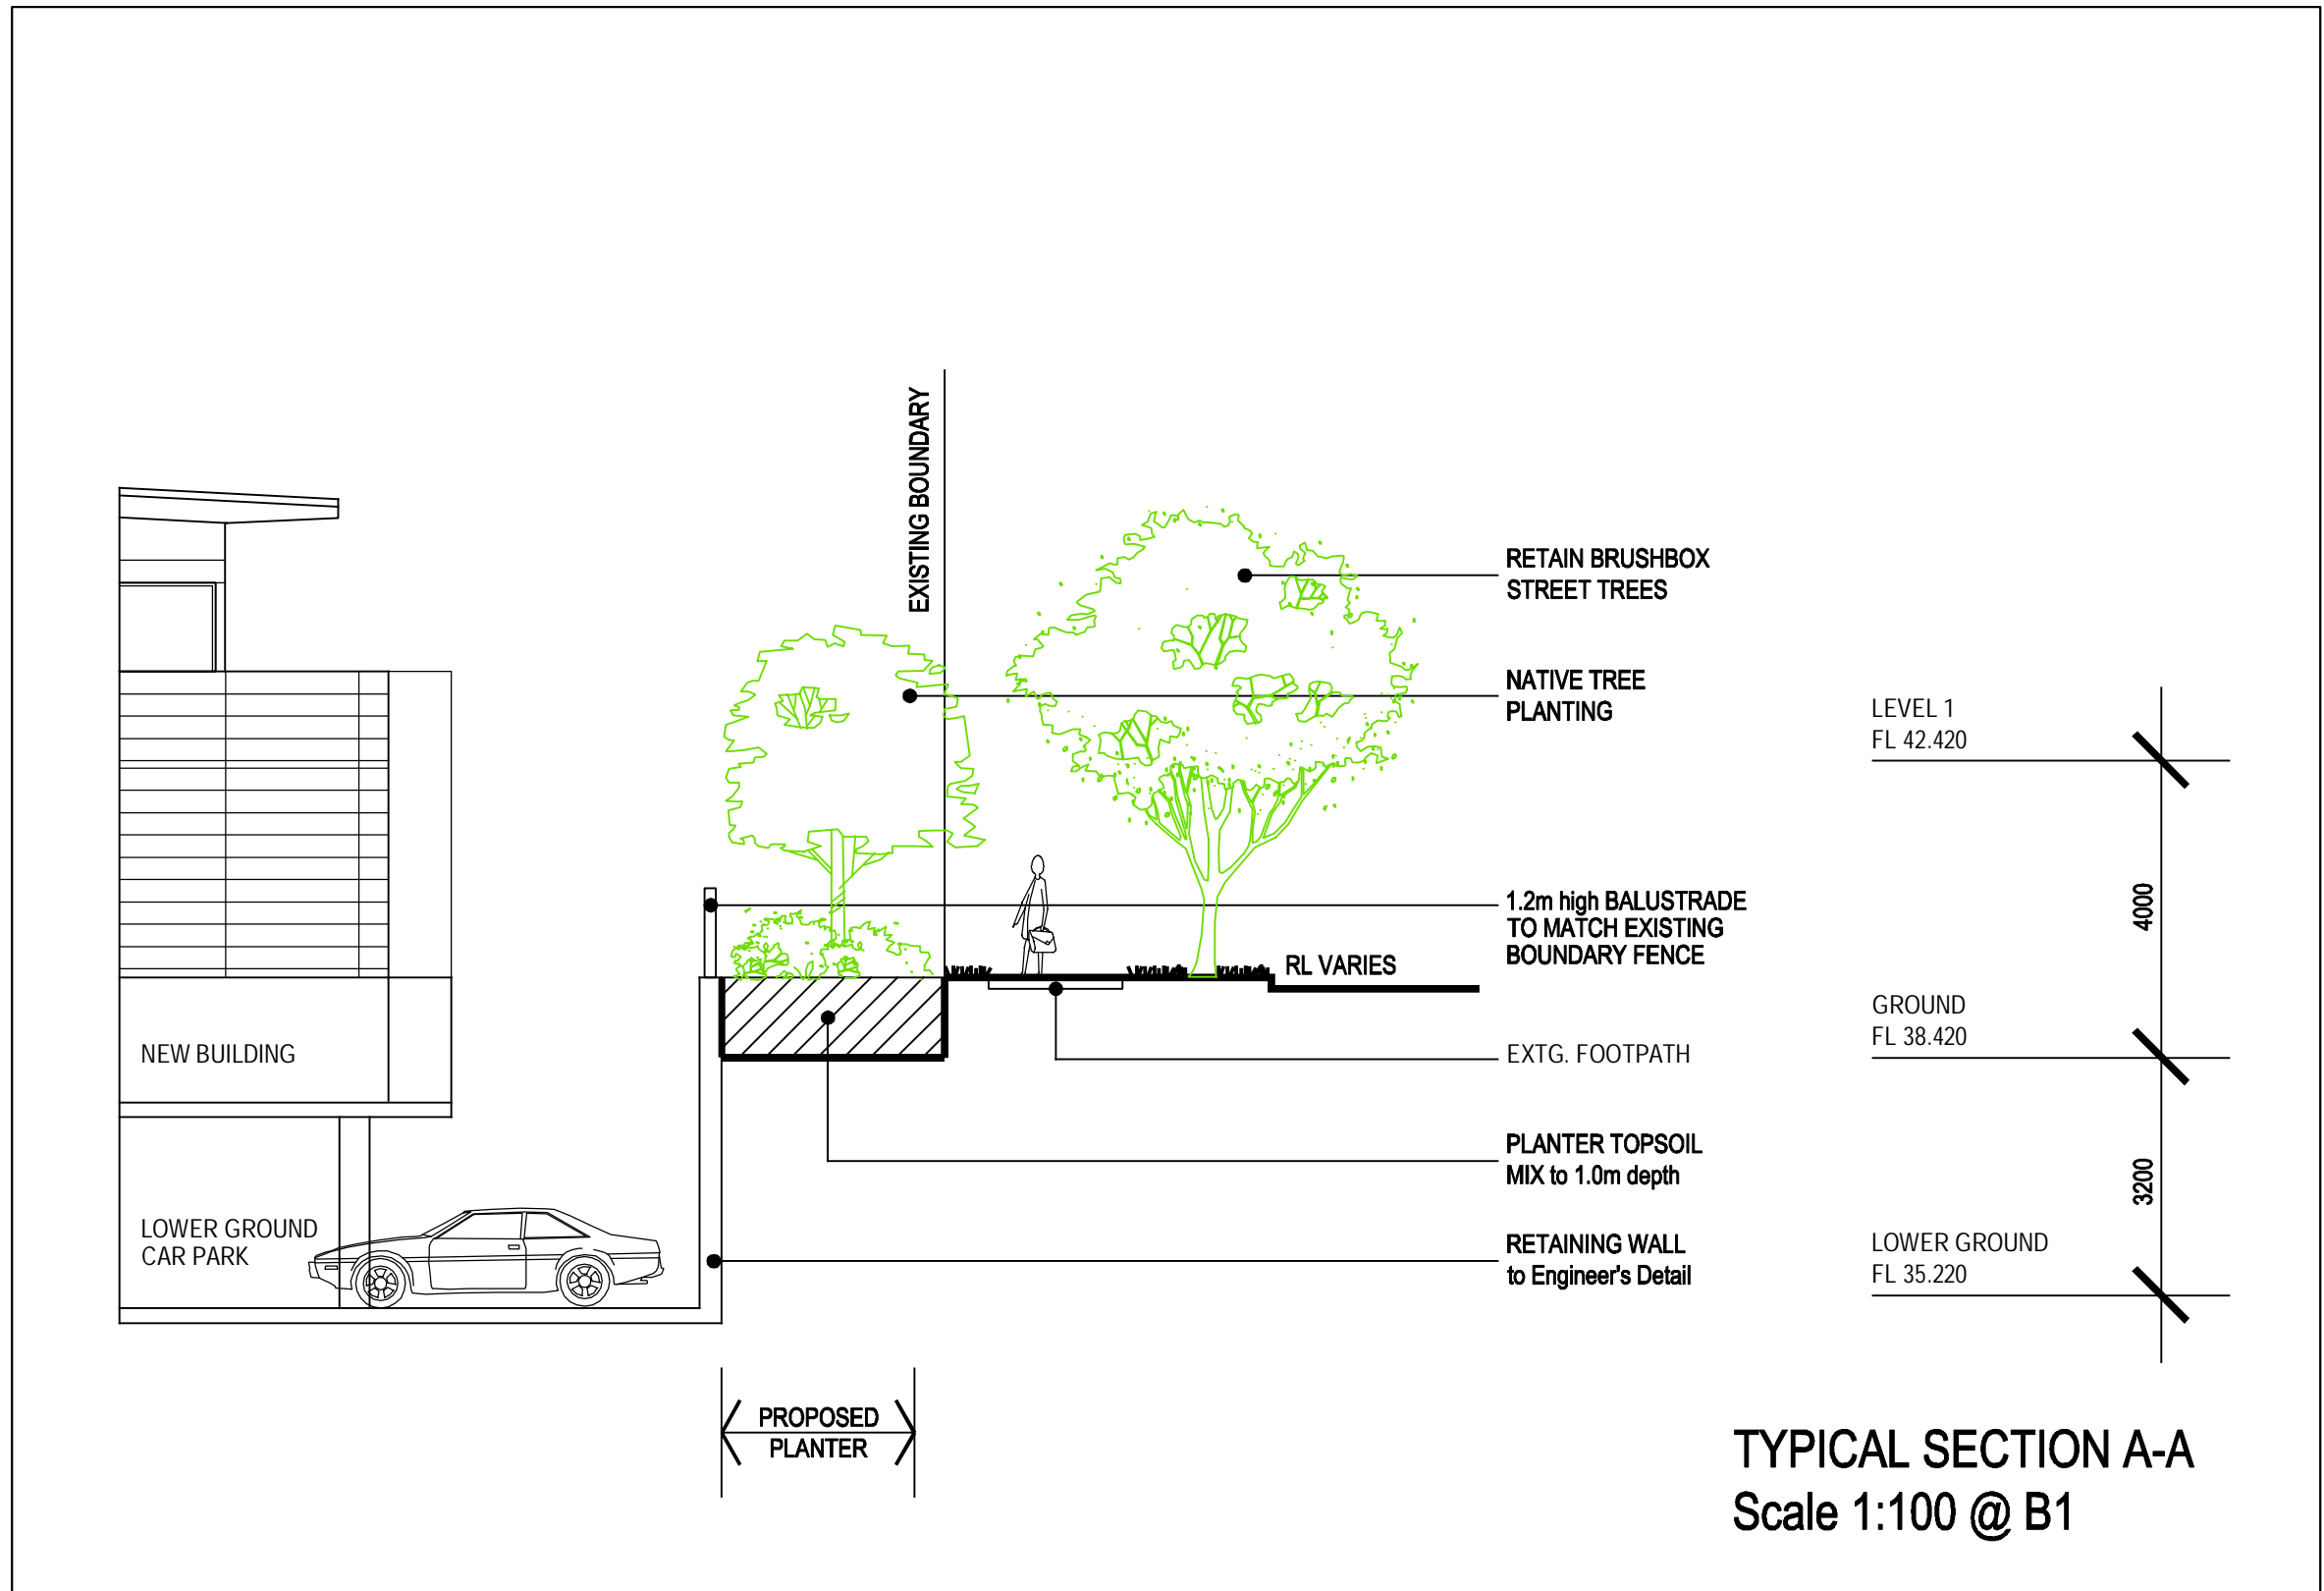 EXISTING BOUNDARY
RETAIN BRUSHBOX
STREET TREES
NATIVE TREE
PLANTING
LEVEL 1
FL 42.420
1.2m high BALUSTRADE
TO MATCH EXISTING
BOUNDARY FENCE
4000
RL VARIES
GROUND
FL 38.420
NEW BUILDING
EXTG. FOOTPATH
PLANTER TOPSOIL
MIX to 1.0m depth
3200
LOWER GROUND
CAR PARK
RETAINING WALL
to Engineer's Detail
LOWER GROUND
FL 35.220
PROPOSED
PLANTER
TYPICAL SECTION A-A
Scale 1:100 @ B1